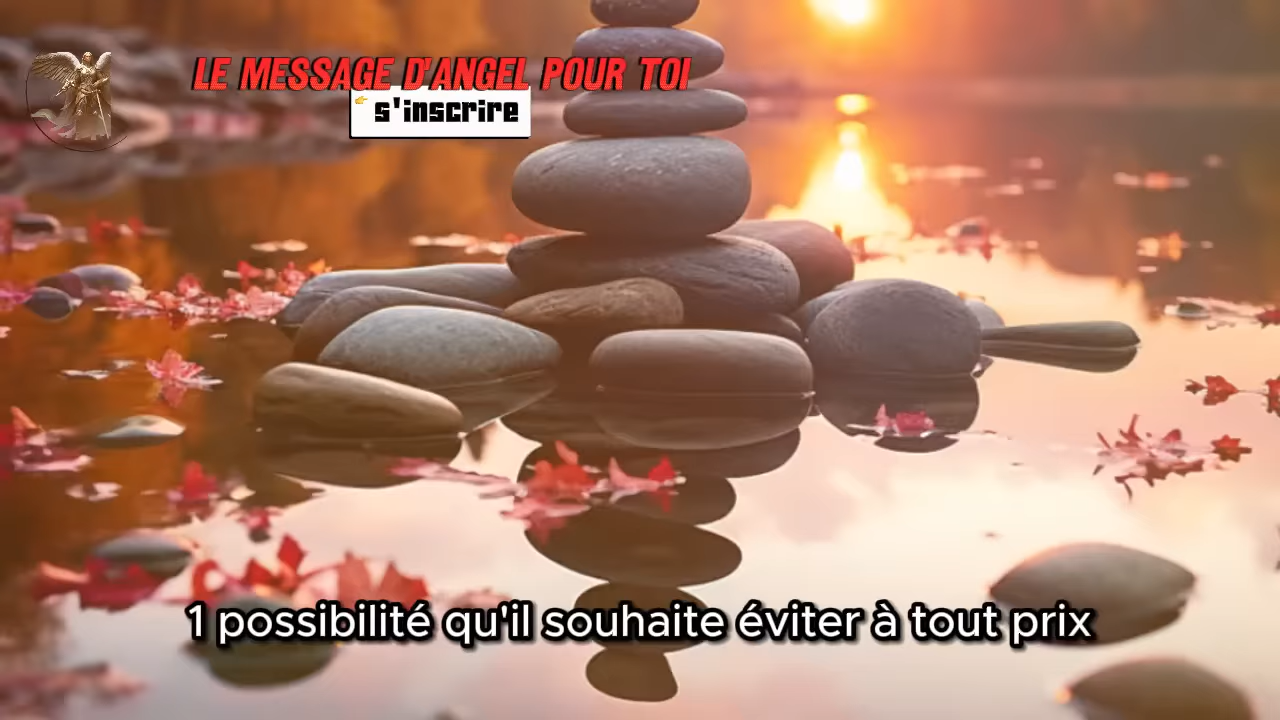 LE MESSAGE D'ANGEL POUR TOI
s'inscrire
1 possibilité qu'il souhaite éviter à tout prix